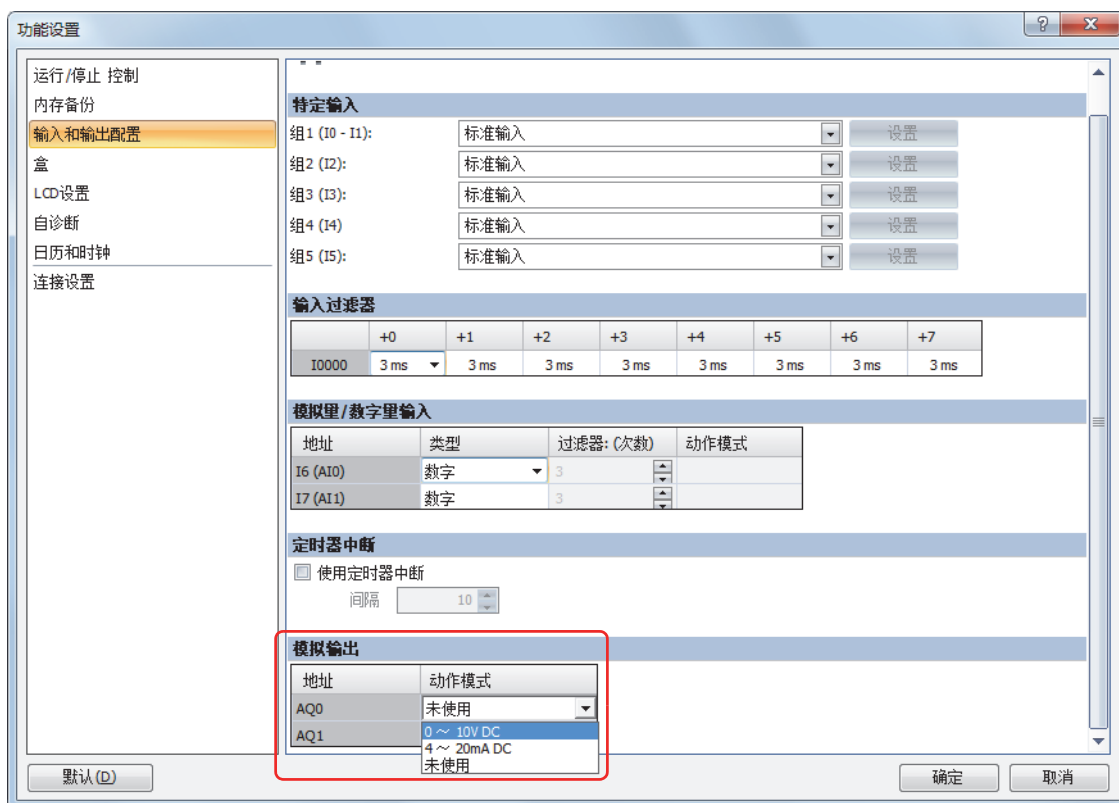 功能设置
运行/停止 控制
内存备份
输入和输出配置
盒
LCD设置
自诊断
日历和时钟
连接设置
特定输入
组1 (I0 - I1): 标准输入 设置
组2 (I2): 标准输入 设置
组3 (I3): 标准输入 设置
组4 (I4) 标准输入 设置
组5 (I5): 标准输入 设置
输入过滤器
+0 +1 +2 +3 +4 +5 +6 +7
I0000 3 ms 3 ms 3 ms 3 ms 3 ms 3 ms 3 ms 3 ms
模拟里/数字里输入
地址 类型 过滤器: (次数) 动作模式
I6 (AI0) 数字 3
I7 (AI1) 数字 3
定时器中断
使用定时器中断
间隔 10
模拟输出
地址 动作模式
AQ0 未使用
AQ1 0 ～ 10V DC
4 ～ 20mA DC
未使用
默认(D) 确定 取消